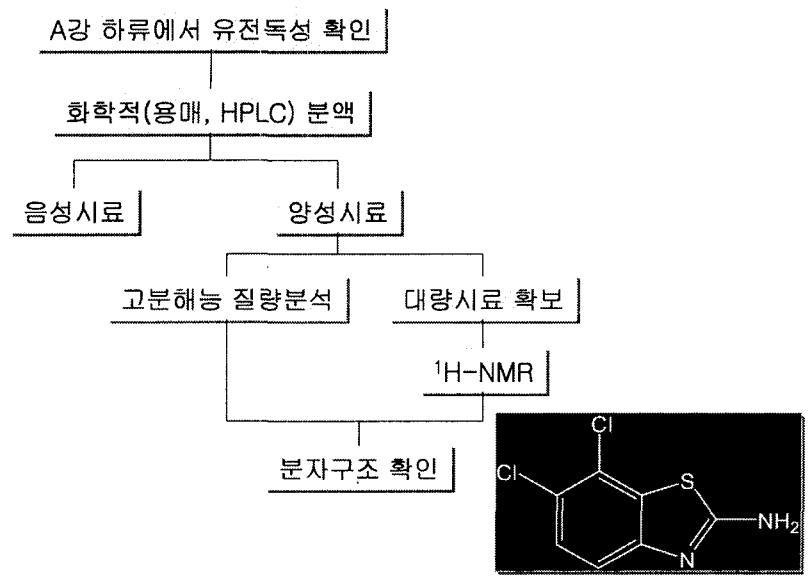 A강 하류에서 유전독성 확인
화학적(용매, HPLC) 분액
음성시료
양성시료
고분해능 질량분석
대량시료 확보
¹H-NMR
분자구조 확인
Cl
Cl
S
NH₂
N